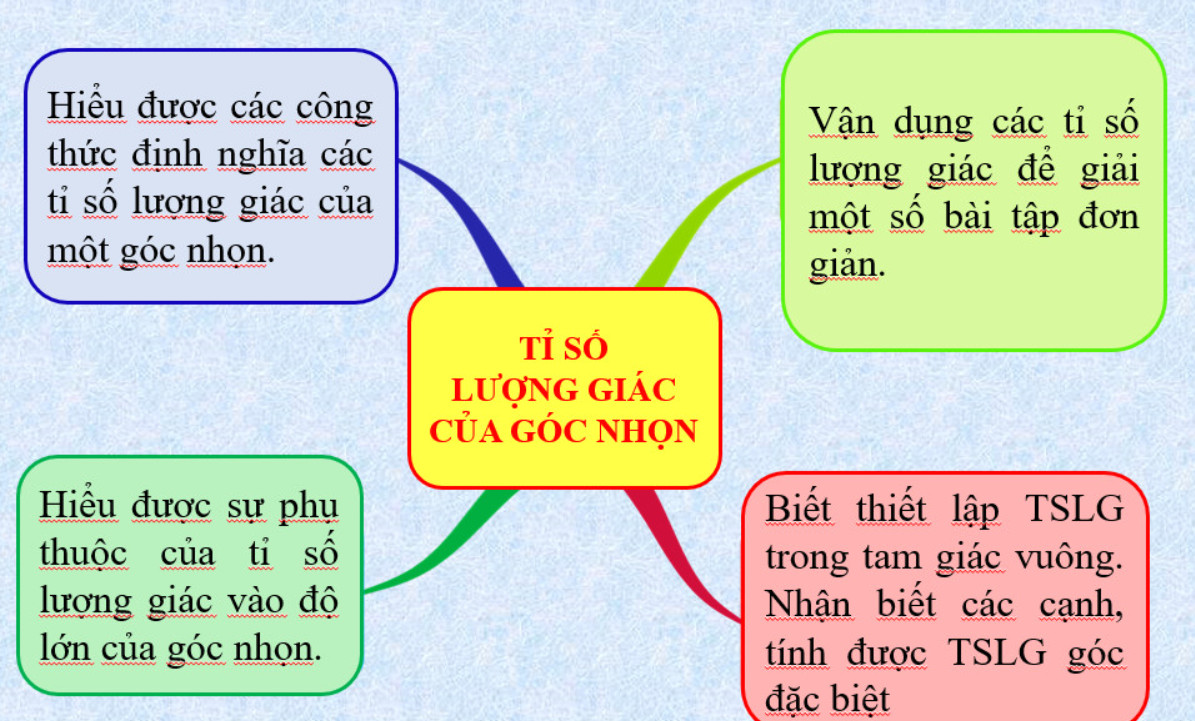 Hiểu được các công
thức định nghĩa các
tỉ số lượng giác của
một góc nhọn.
Vận dụng các tỉ số
lượng giác để giải
một số bài tập đơn
giản.
TỈ SỐ
LƯỢNG GIÁC
CỦA GÓC NHỌN
Hiểu được sự phụ
thuộc của tỉ số
lượng giác vào độ
lớn của góc nhọn.
Biết thiết lập TSLG
trong tam giác vuông.
Nhận biết các cạnh,
tính được TSLG góc
đặc biệt